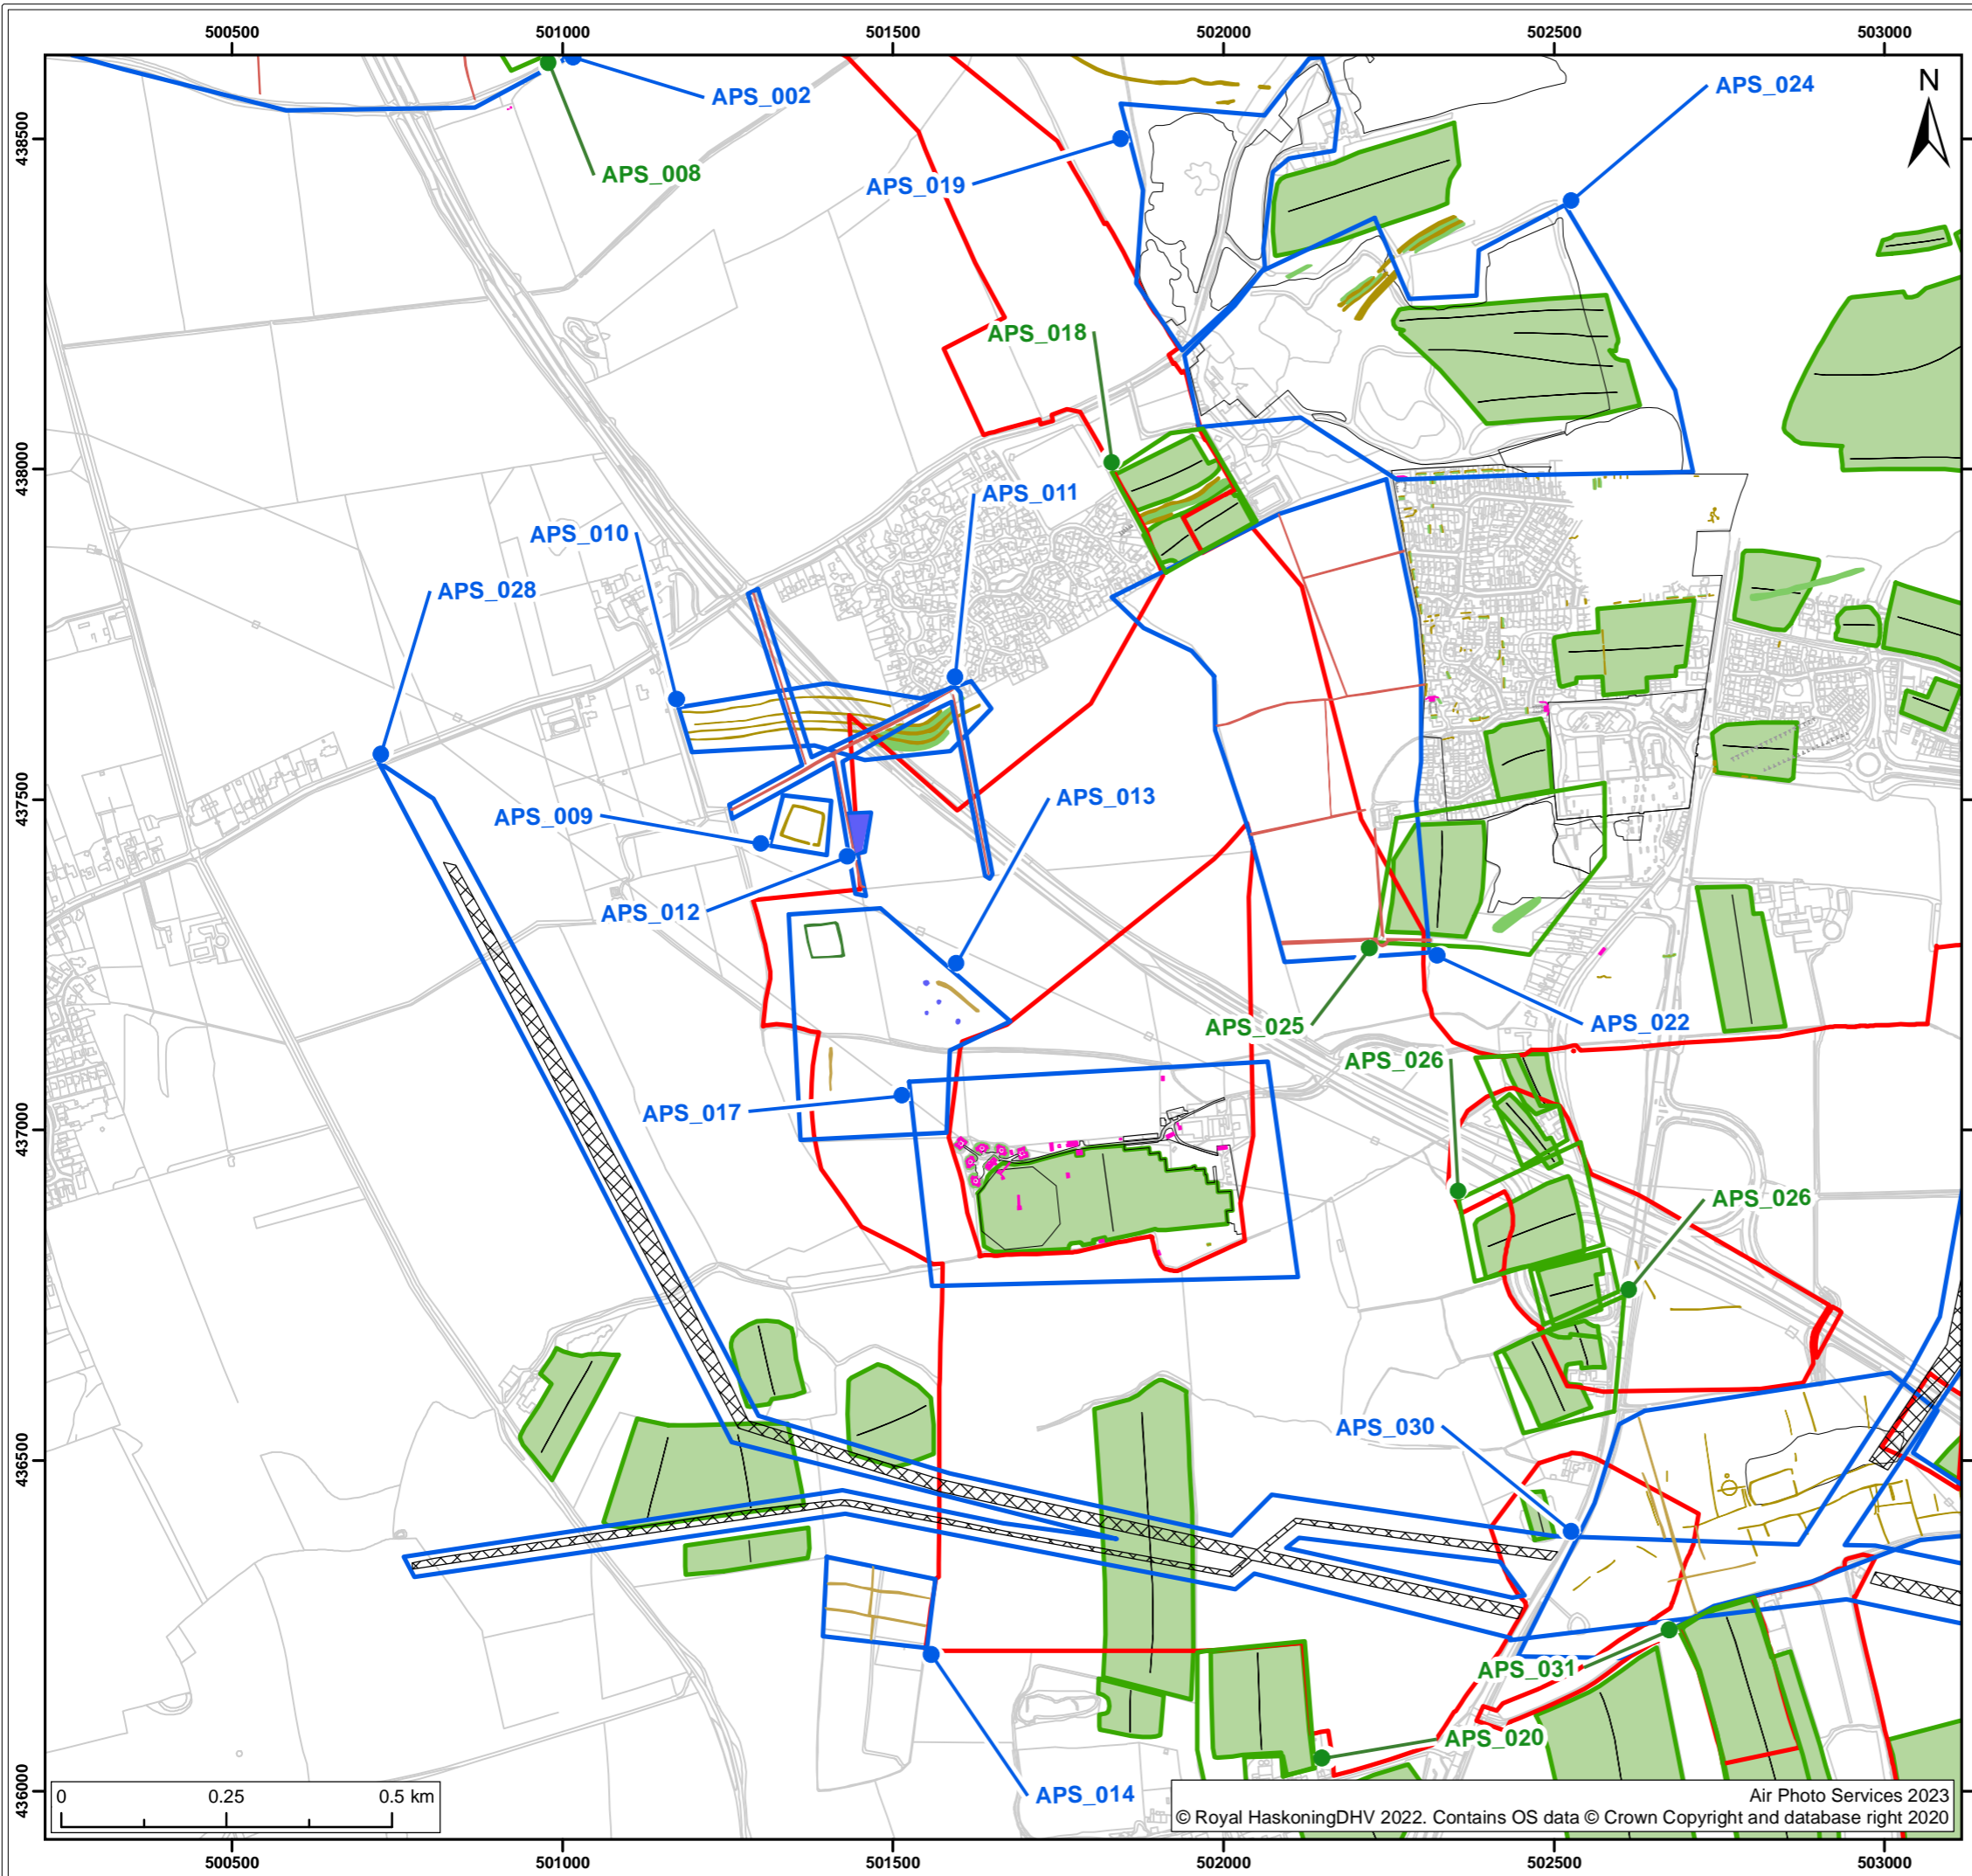 500500 501000 501500 502000 502500 503000
N
APS_002
APS_024
438500
APS_008
APS_019
APS_018
438000
APS_011
APS_010
APS_028
437500
APS_013
APS_009
APS_012
APS_025
APS_022
APS_026
437000
APS_017
APS_026
436500
APS_030
APS_031
APS_020
436000
0 0.25 0.5 km
APS_014
Air Photo Services 2023
© Royal HaskoningDHV 2022. Contains OS data © Crown Copyright and database right 2020
500500 501000 501500 502000 502500 503000